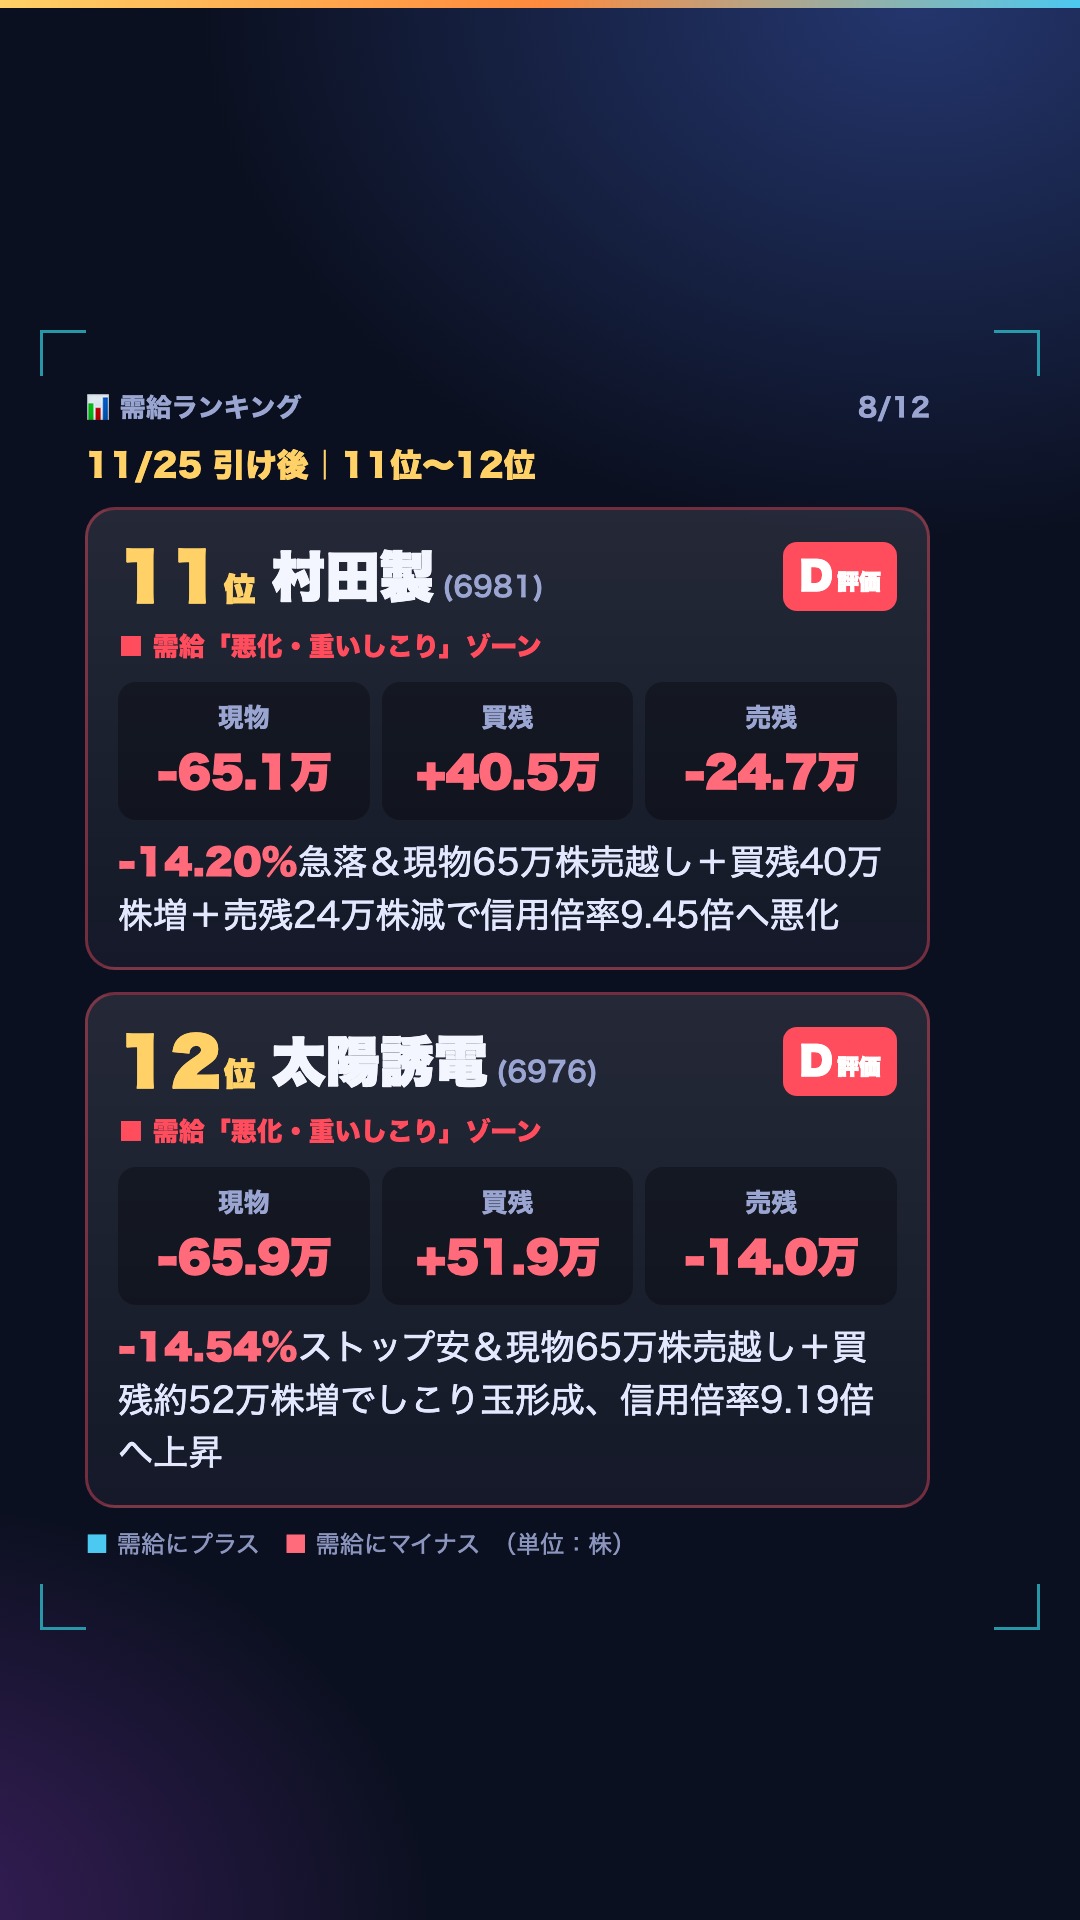 📊 需給ランキング 8/12
11/25 引け後｜11位〜12位
11位 村田製 (6981) D評価
■ 需給「悪化・重いしこり」ゾーン
現物 買残 売残
-65.1万 +40.5万 -24.7万
-14.20%急落＆現物65万株売越し＋買残40万
株増＋売残24万株減で信用倍率9.45倍へ悪化
12位 太陽誘電 (6976) D評価
■ 需給「悪化・重いしこり」ゾーン
現物 買残 売残
-65.9万 +51.9万 -14.0万
-14.54%ストップ安＆現物65万株売越し＋買
残約52万株増でしこり玉形成、信用倍率9.19倍
へ上昇
■ 需給にプラス ■ 需給にマイナス （単位：株）